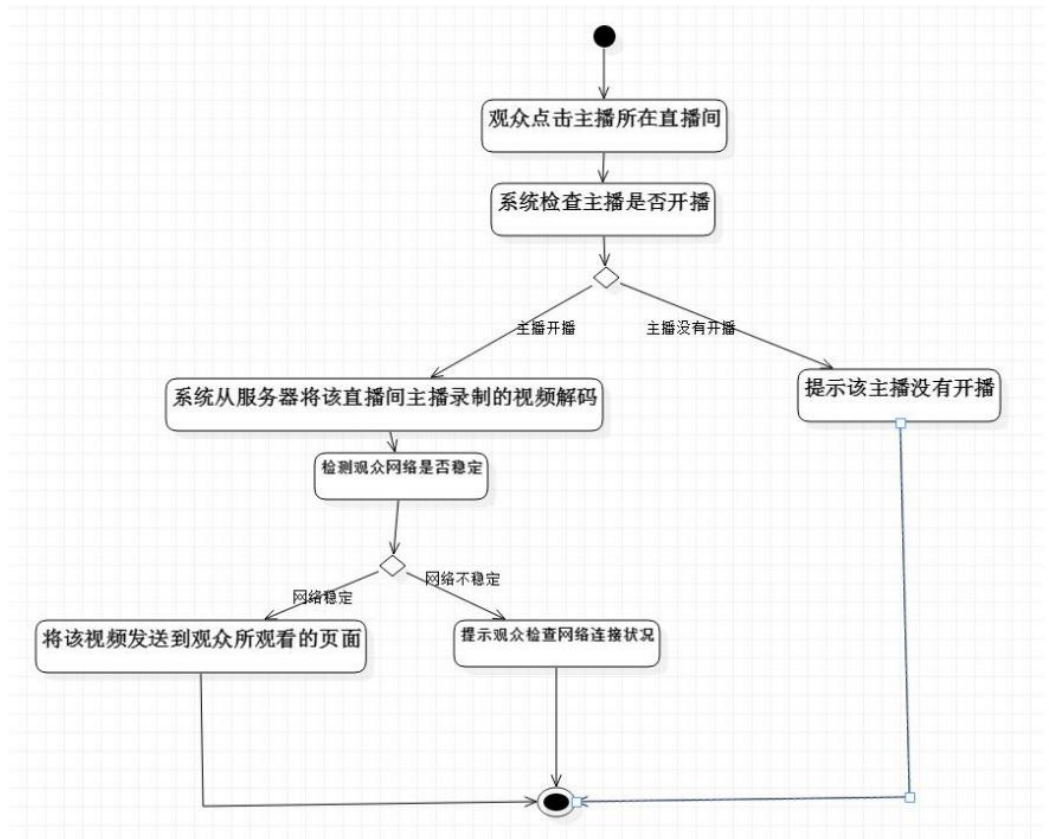 观众点击主播所在直播间
系统检查主播是否开播
主播开播
主播没有开播
系统从服务器将该直播间主播录制的视频解码
提示该主播没有开播
检测观众网络是否稳定
网络稳定
网络不稳定
将该视频发送到观众所观看的页面
提示观众检查网络连接状况